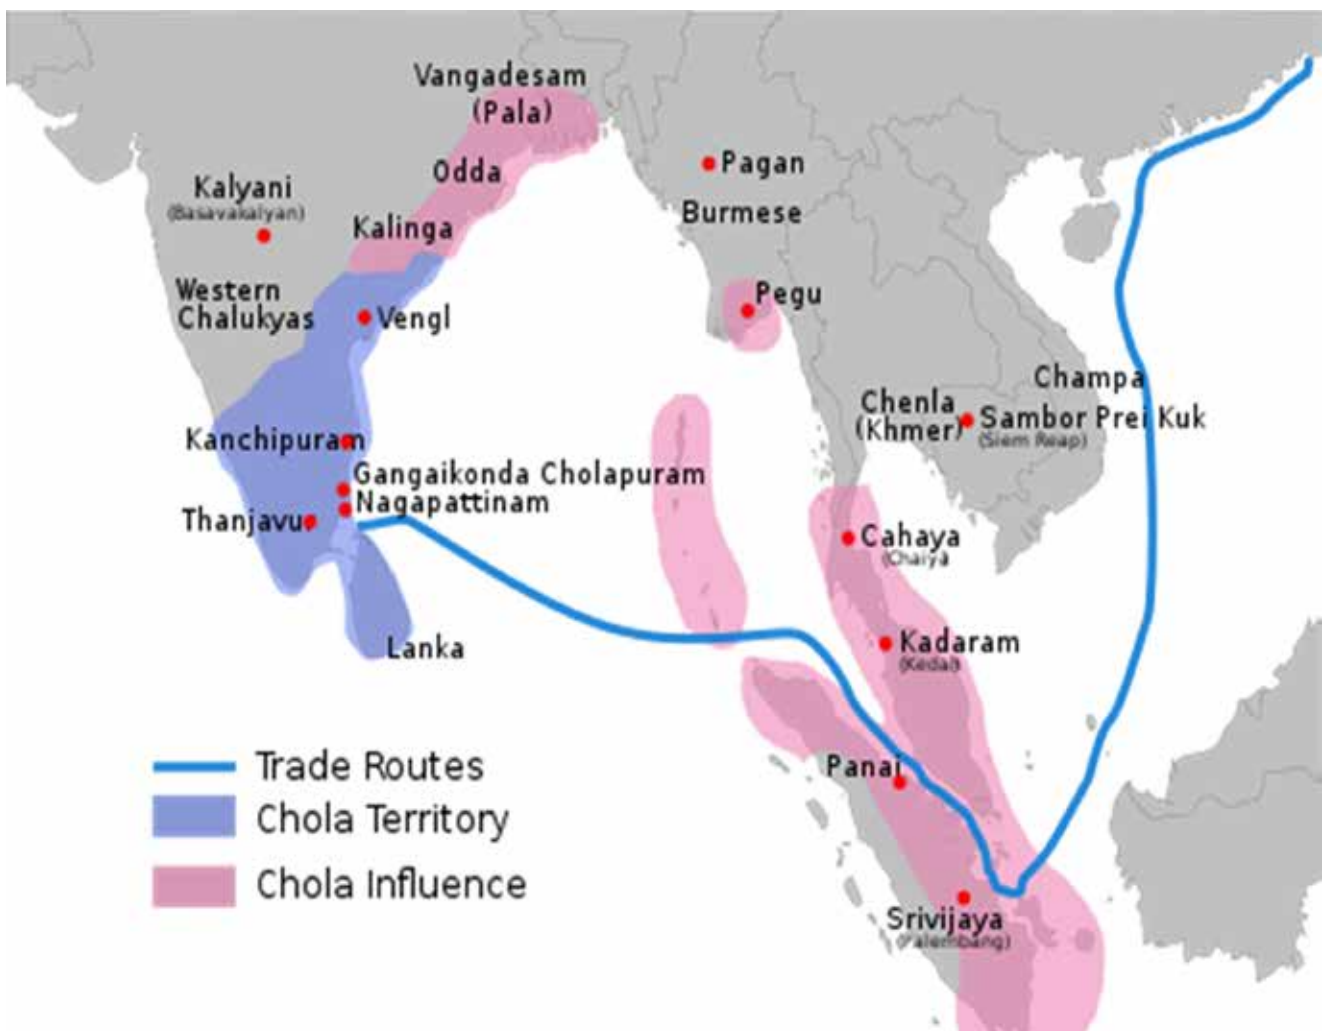 Vangadesam
(Pala)
Odda
Kalyani
(Basavakalyan)
Kalinga
Pagan
Burmese
Western
Chalukyas
Vengl
Pegu
Champa
Chenla
(Khmer)
Sambor Prei Kuk
(Siem Reap)
Kanchipuram
Gangaikonda Cholapuram
Nagapattinam
Thanjavur
Cahaya
(Chaiya
Lanka
Kadaram
(Kedah)
Panai
Srivijaya
(Palembang)
Trade Routes
Chola Territory
Chola Influence